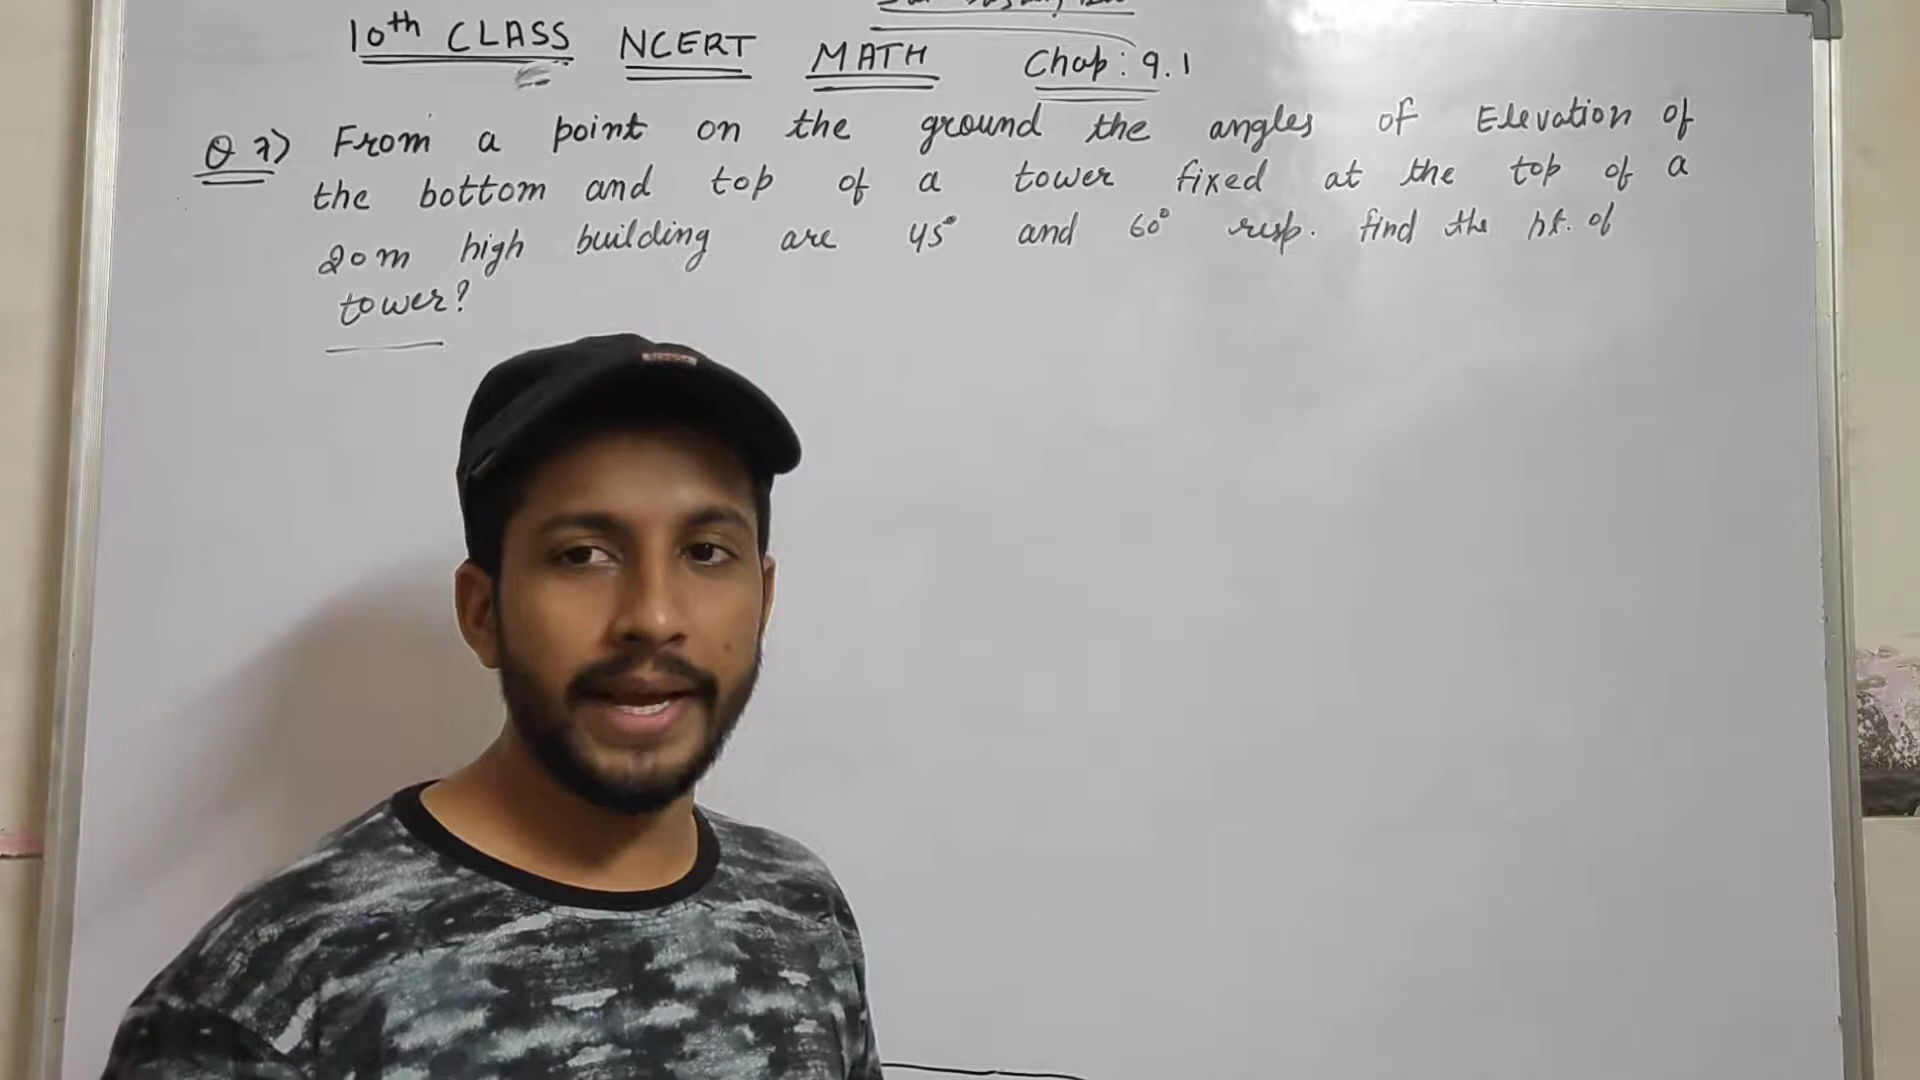 10th CLASS NCERT MATH Chap: 9.1
Q 7) From a point on the ground the angles of Elevation of
the bottom and top of a tower fixed at the top of a
20m high building are 45° and 60° resp. find the ht. of
tower?